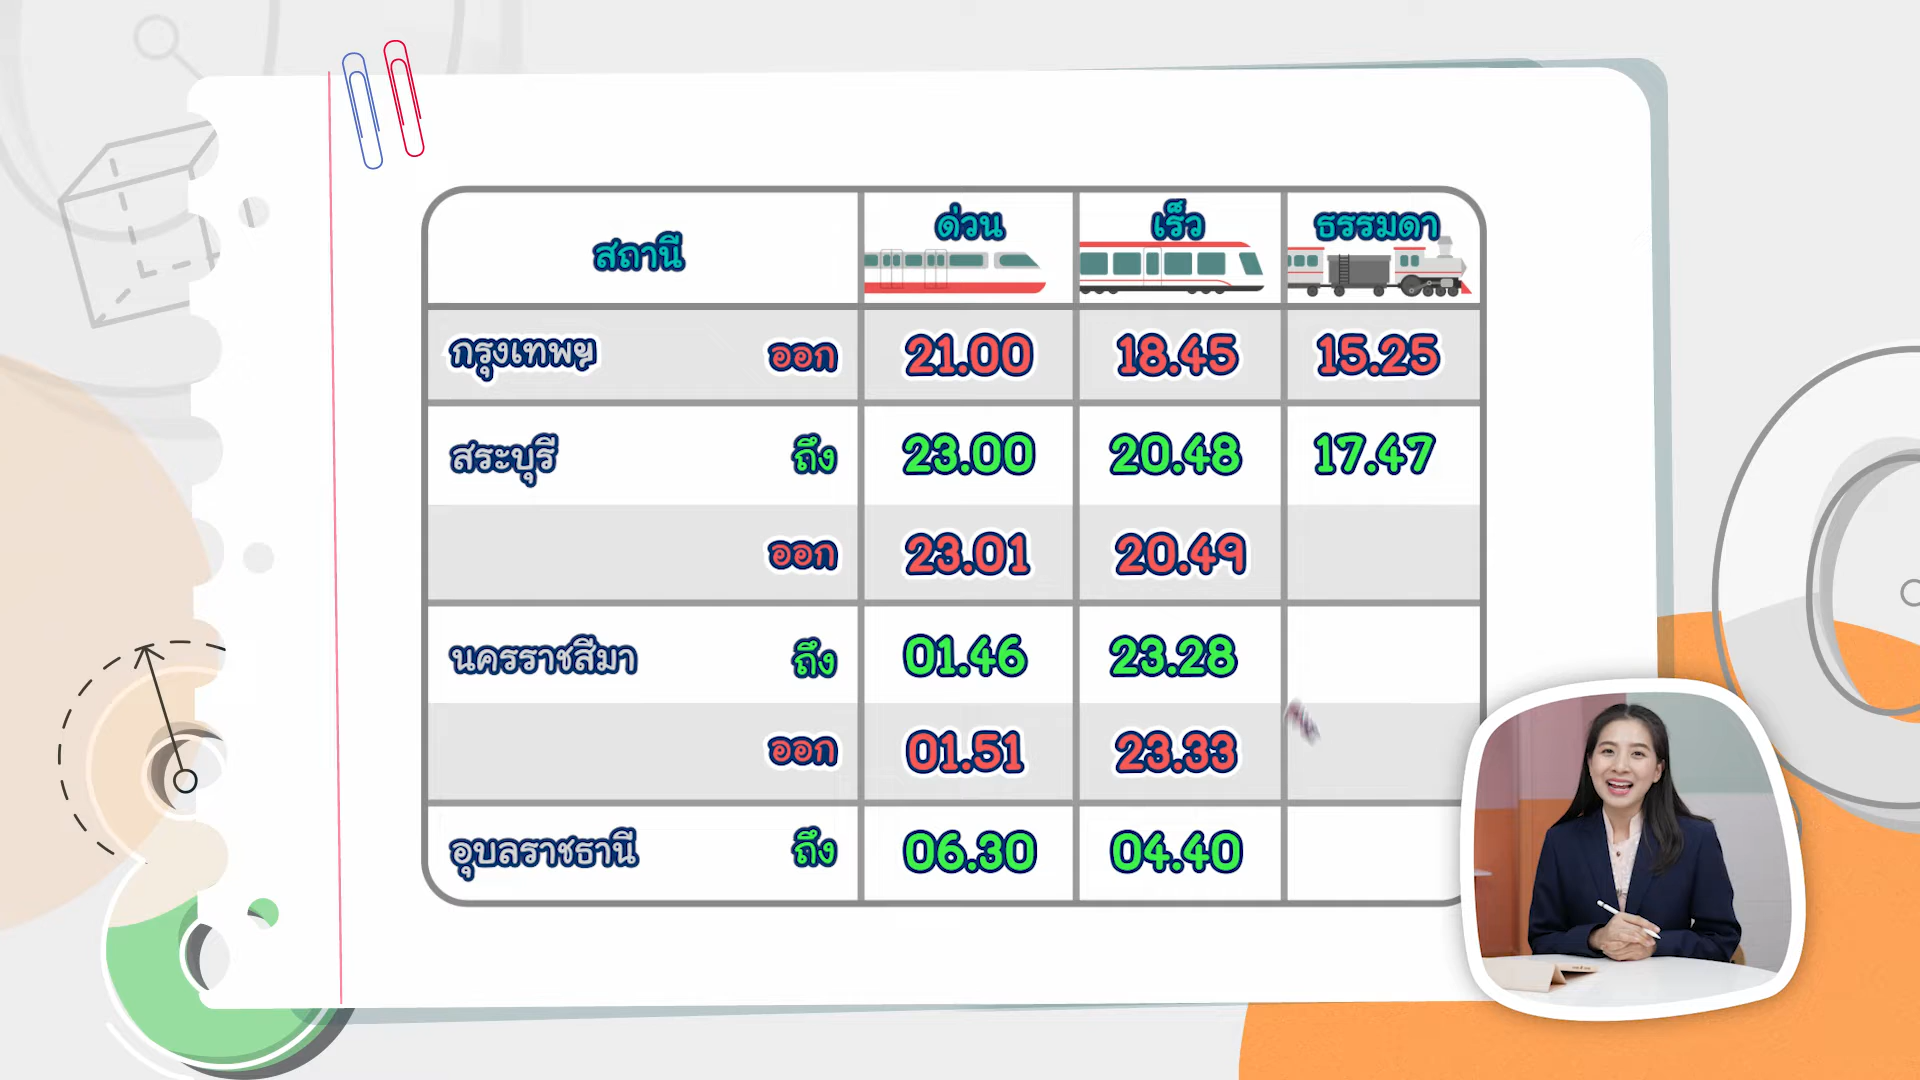 สถานี ด่วน เร็ว ธรรมดา
กรุงเทพฯ ออก 21.00 18.45 15.25
สระบุรี ถึง 23.00 20.48 17.47
ออก 23.01 20.49
นครราชสีมา ถึง 01.46 23.28
ออก 01.51 23.33
อุบลราชธานี ถึง 06.30 04.40